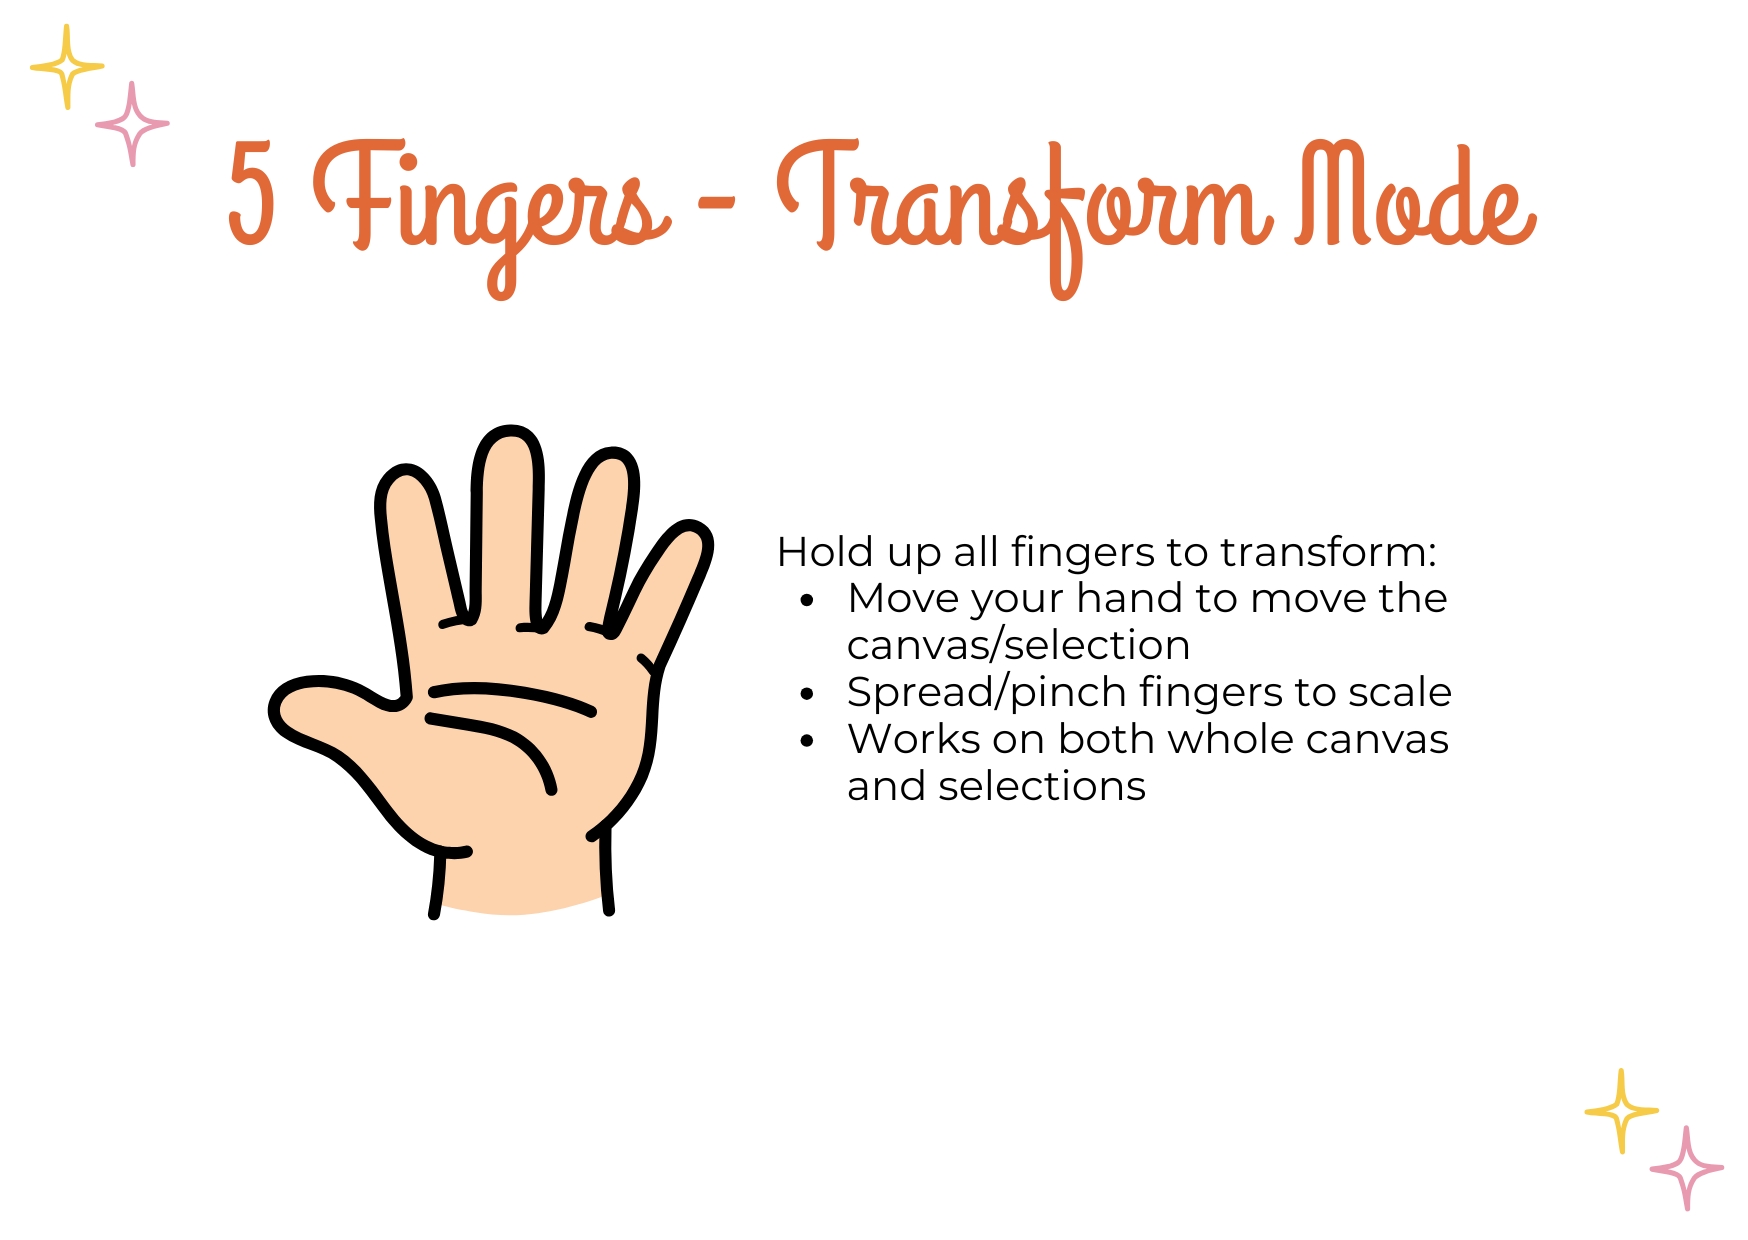 5 Fingers - Transform Mode
Hold up all fingers to transform:
• Move your hand to move the
canvas/selection
• Spread/pinch fingers to scale
• Works on both whole canvas
and selections